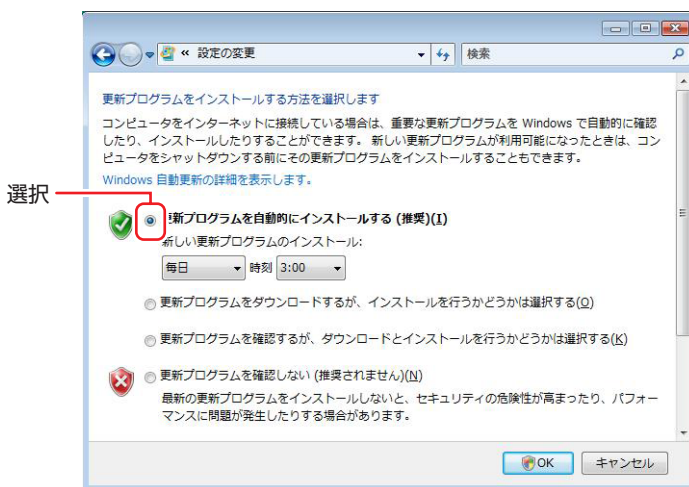 « 設定の変更
検索
更新プログラムをインストールする方法を選択します
コンピュータをインターネットに接続している場合は、重要な更新プログラムを Windows で自動的に確認
したり、インストールしたりすることができます。 新しい更新プログラムが利用可能になったときは、コン
ピュータをシャットダウンする前にその更新プログラムをインストールすることもできます。
Windows 自動更新の詳細を表示します。
選択
新プログラムを自動的にインストールする (推奨)(I)
新しい更新プログラムのインストール:
毎日 時刻 3:00
更新プログラムをダウンロードするが、インストールを行うかどうかは選択する(O)
更新プログラムを確認するが、ダウンロードとインストールを行うかどうかは選択する(K)
更新プログラムを確認しない (推奨されません)(N)
最新の更新プログラムをインストールしないと、セキュリティの危険性が高まったり、パフォー
マンスに問題が発生したりする場合があります。
OK キャンセル